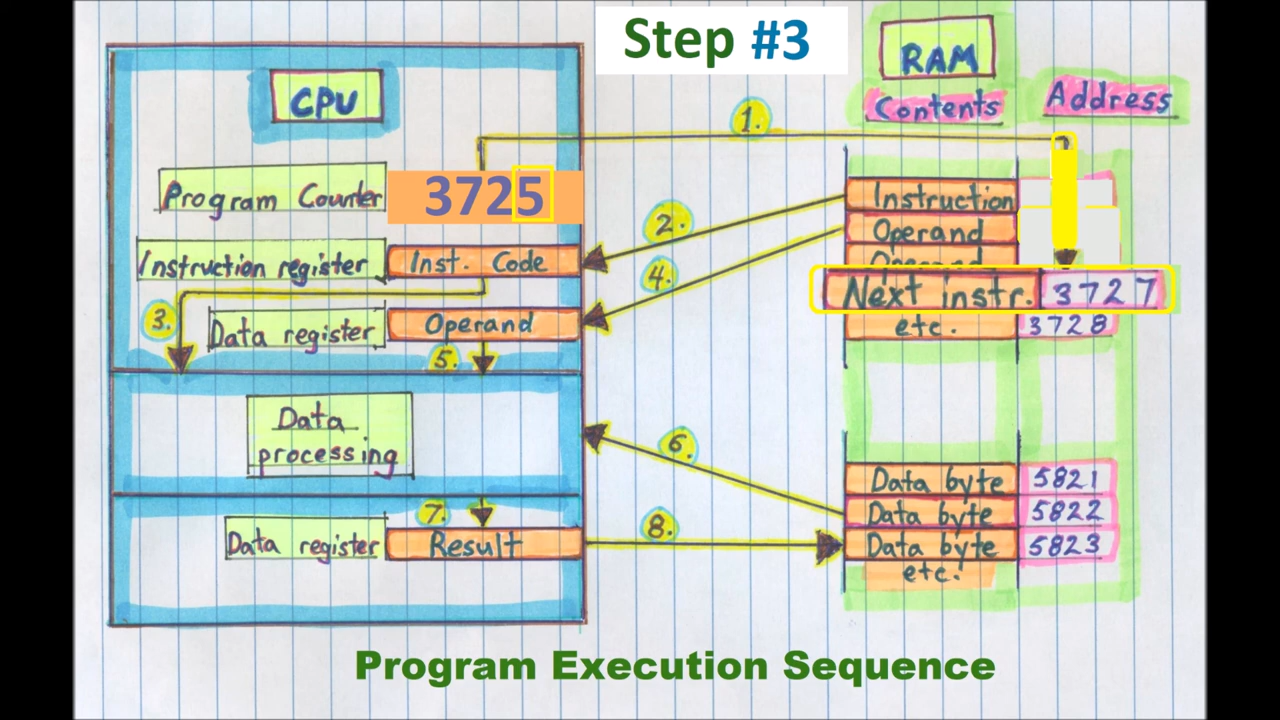 Step #3
CPU
RAM
Contents Address
1.
Program Counter 3725
Instruction
2.
Operand
Instruction register Inst. Code
4.
Operand
Next instr. 3727
3.
Data register Operand
etc. 3728
5.
Data processing
6.
Data byte 5821
Data byte 5822
7.
8.
Data register Result
Data byte 5823
etc.
Program Execution Sequence